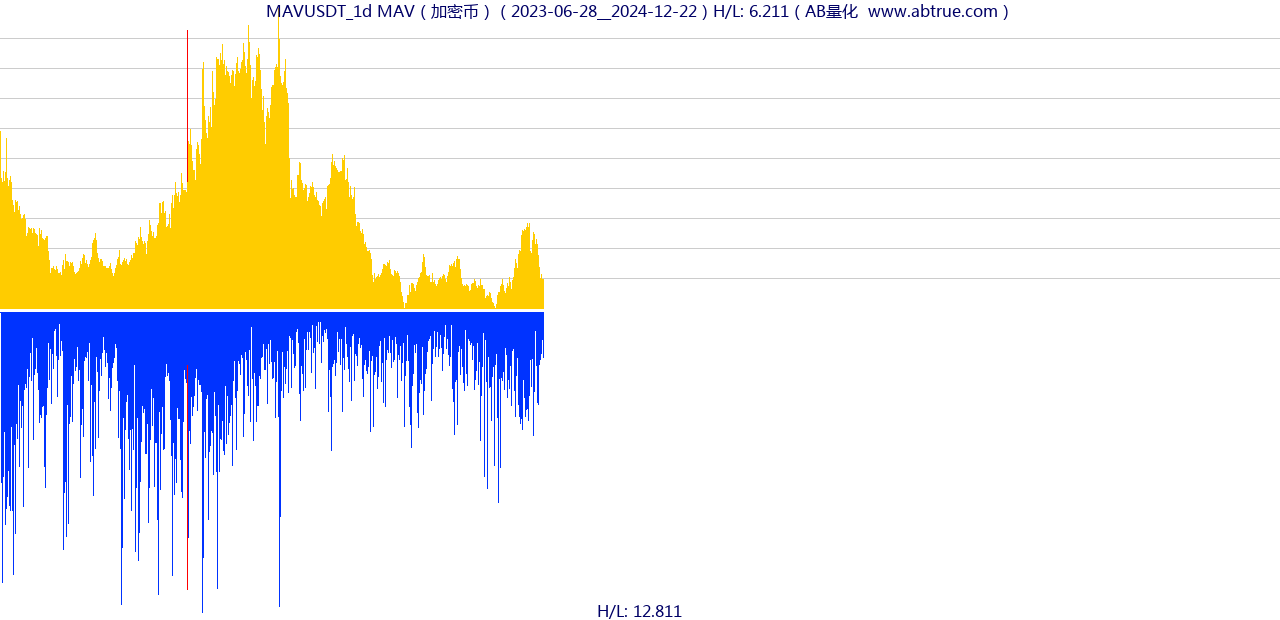 MAVUSDT_1d MAV（加密币）（2023-06-28__2024-12-22）H/L: 6.211（AB量化  www.abtrue.com）
H/L: 12.811